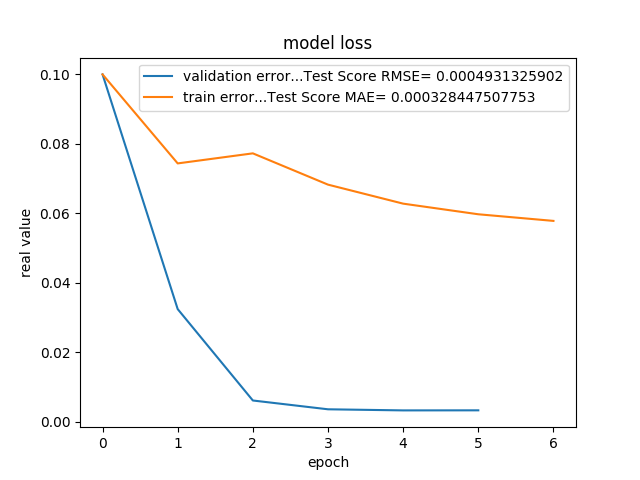 model loss
validation error...Test Score RMSE= 0.0004931325902
train error...Test Score MAE= 0.000328447507753
0.10
0.08
0.06
0.04
0.02
0.00
real value
0 1 2 3 4 5 6
epoch